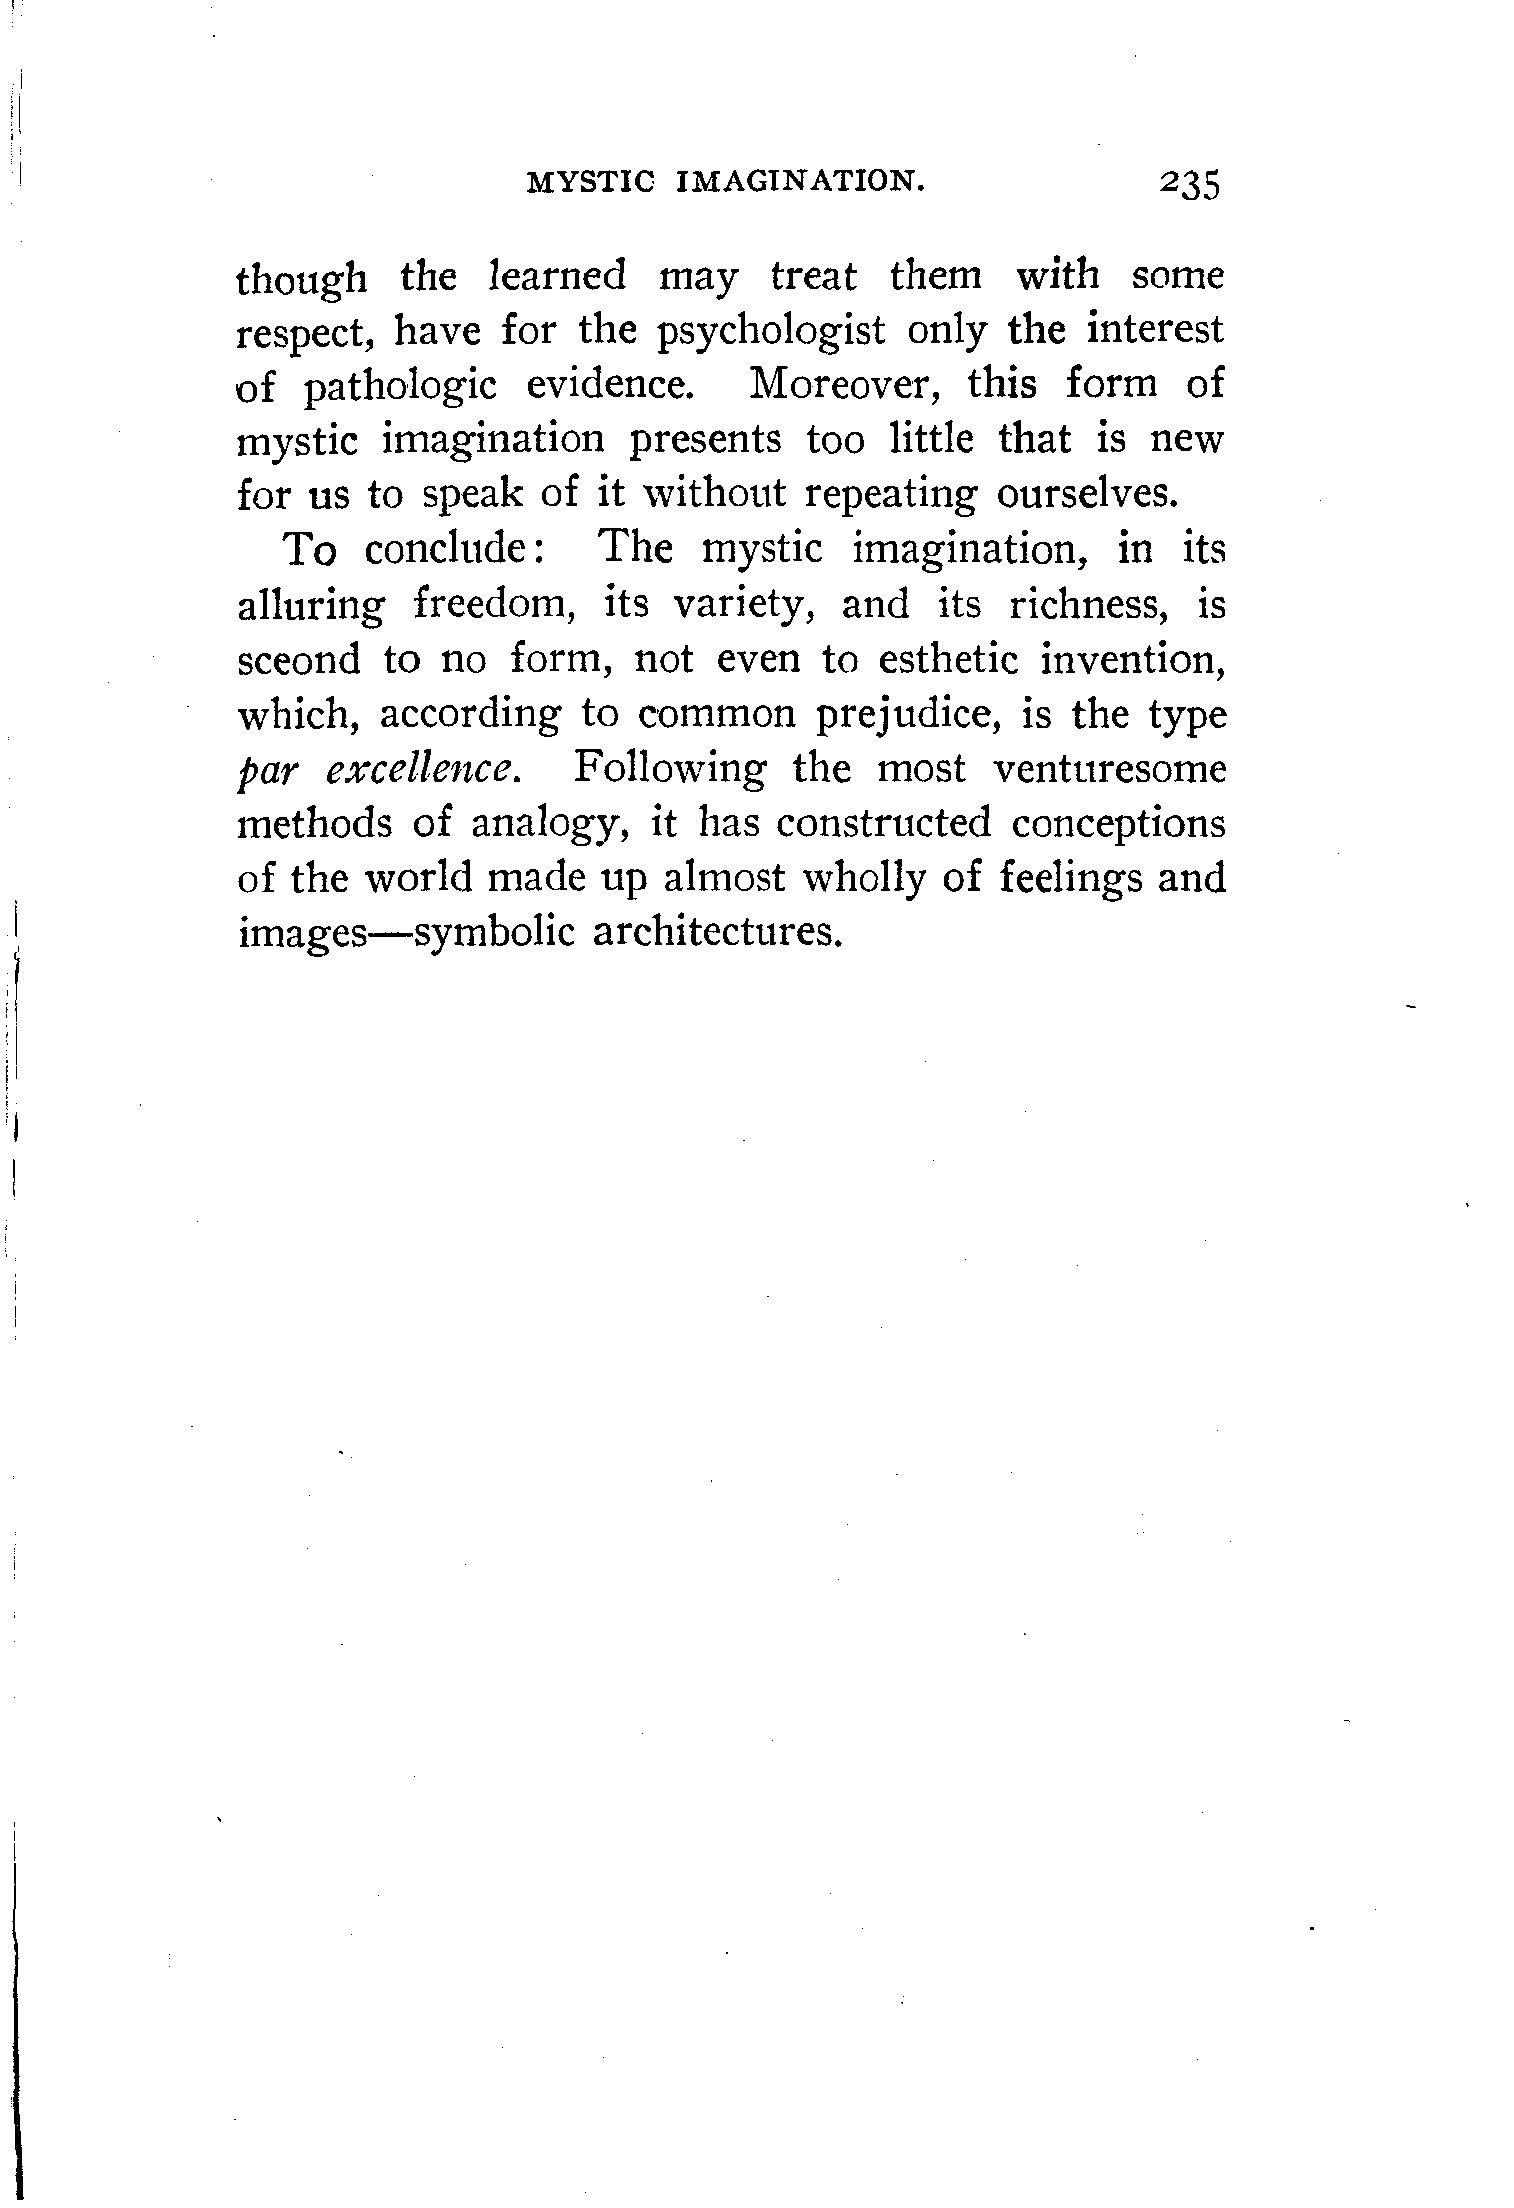 MYSTIC IMAGINATION. 235
though the learned may treat them with some
respect, have for the psychologist only the interest
of pathologic evidence. Moreover, this form of
mystic imagination presents too little that is new
for us to speak of it without repeating ourselves.
To conclude: The mystic imagination, in its
alluring freedom, its variety, and its richness, is
sceond to no form, not even to esthetic invention,
which, according to common prejudice, is the type
par excellence. Following the most venturesome
methods of analogy, it has constructed conceptions
of the world made up almost wholly of feelings and
images—symbolic architectures.